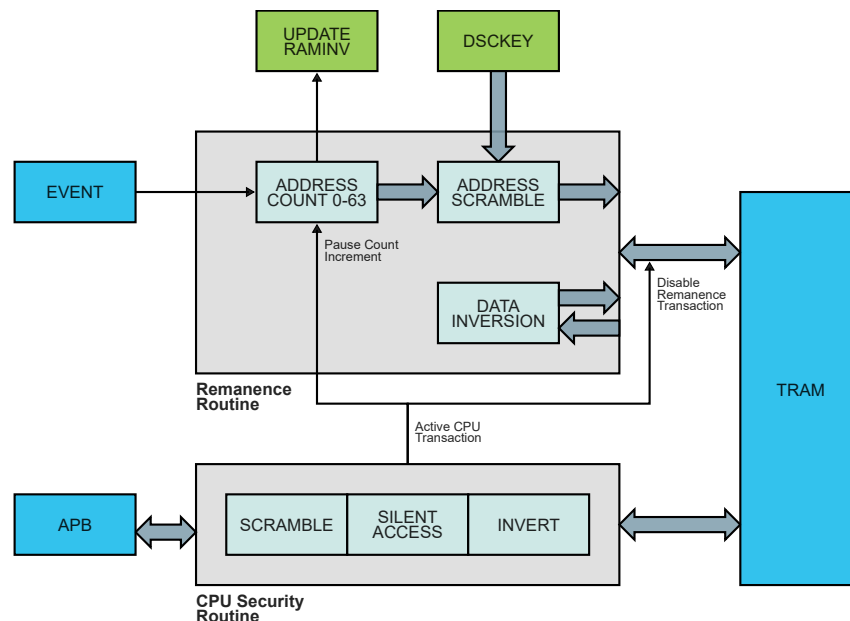 UPDATE
RAMINV
DSCKEY
EVENT
ADDRESS
COUNT 0-63
ADDRESS
SCRAMBLE
Pause Count
Increment
Disable
Remanence
Transaction
DATA
INVERSION
TRAM
Remanence
Routine
Active CPU
Transaction
APB
SCRAMBLE
SILENT
ACCESS
INVERT
CPU Security
Routine